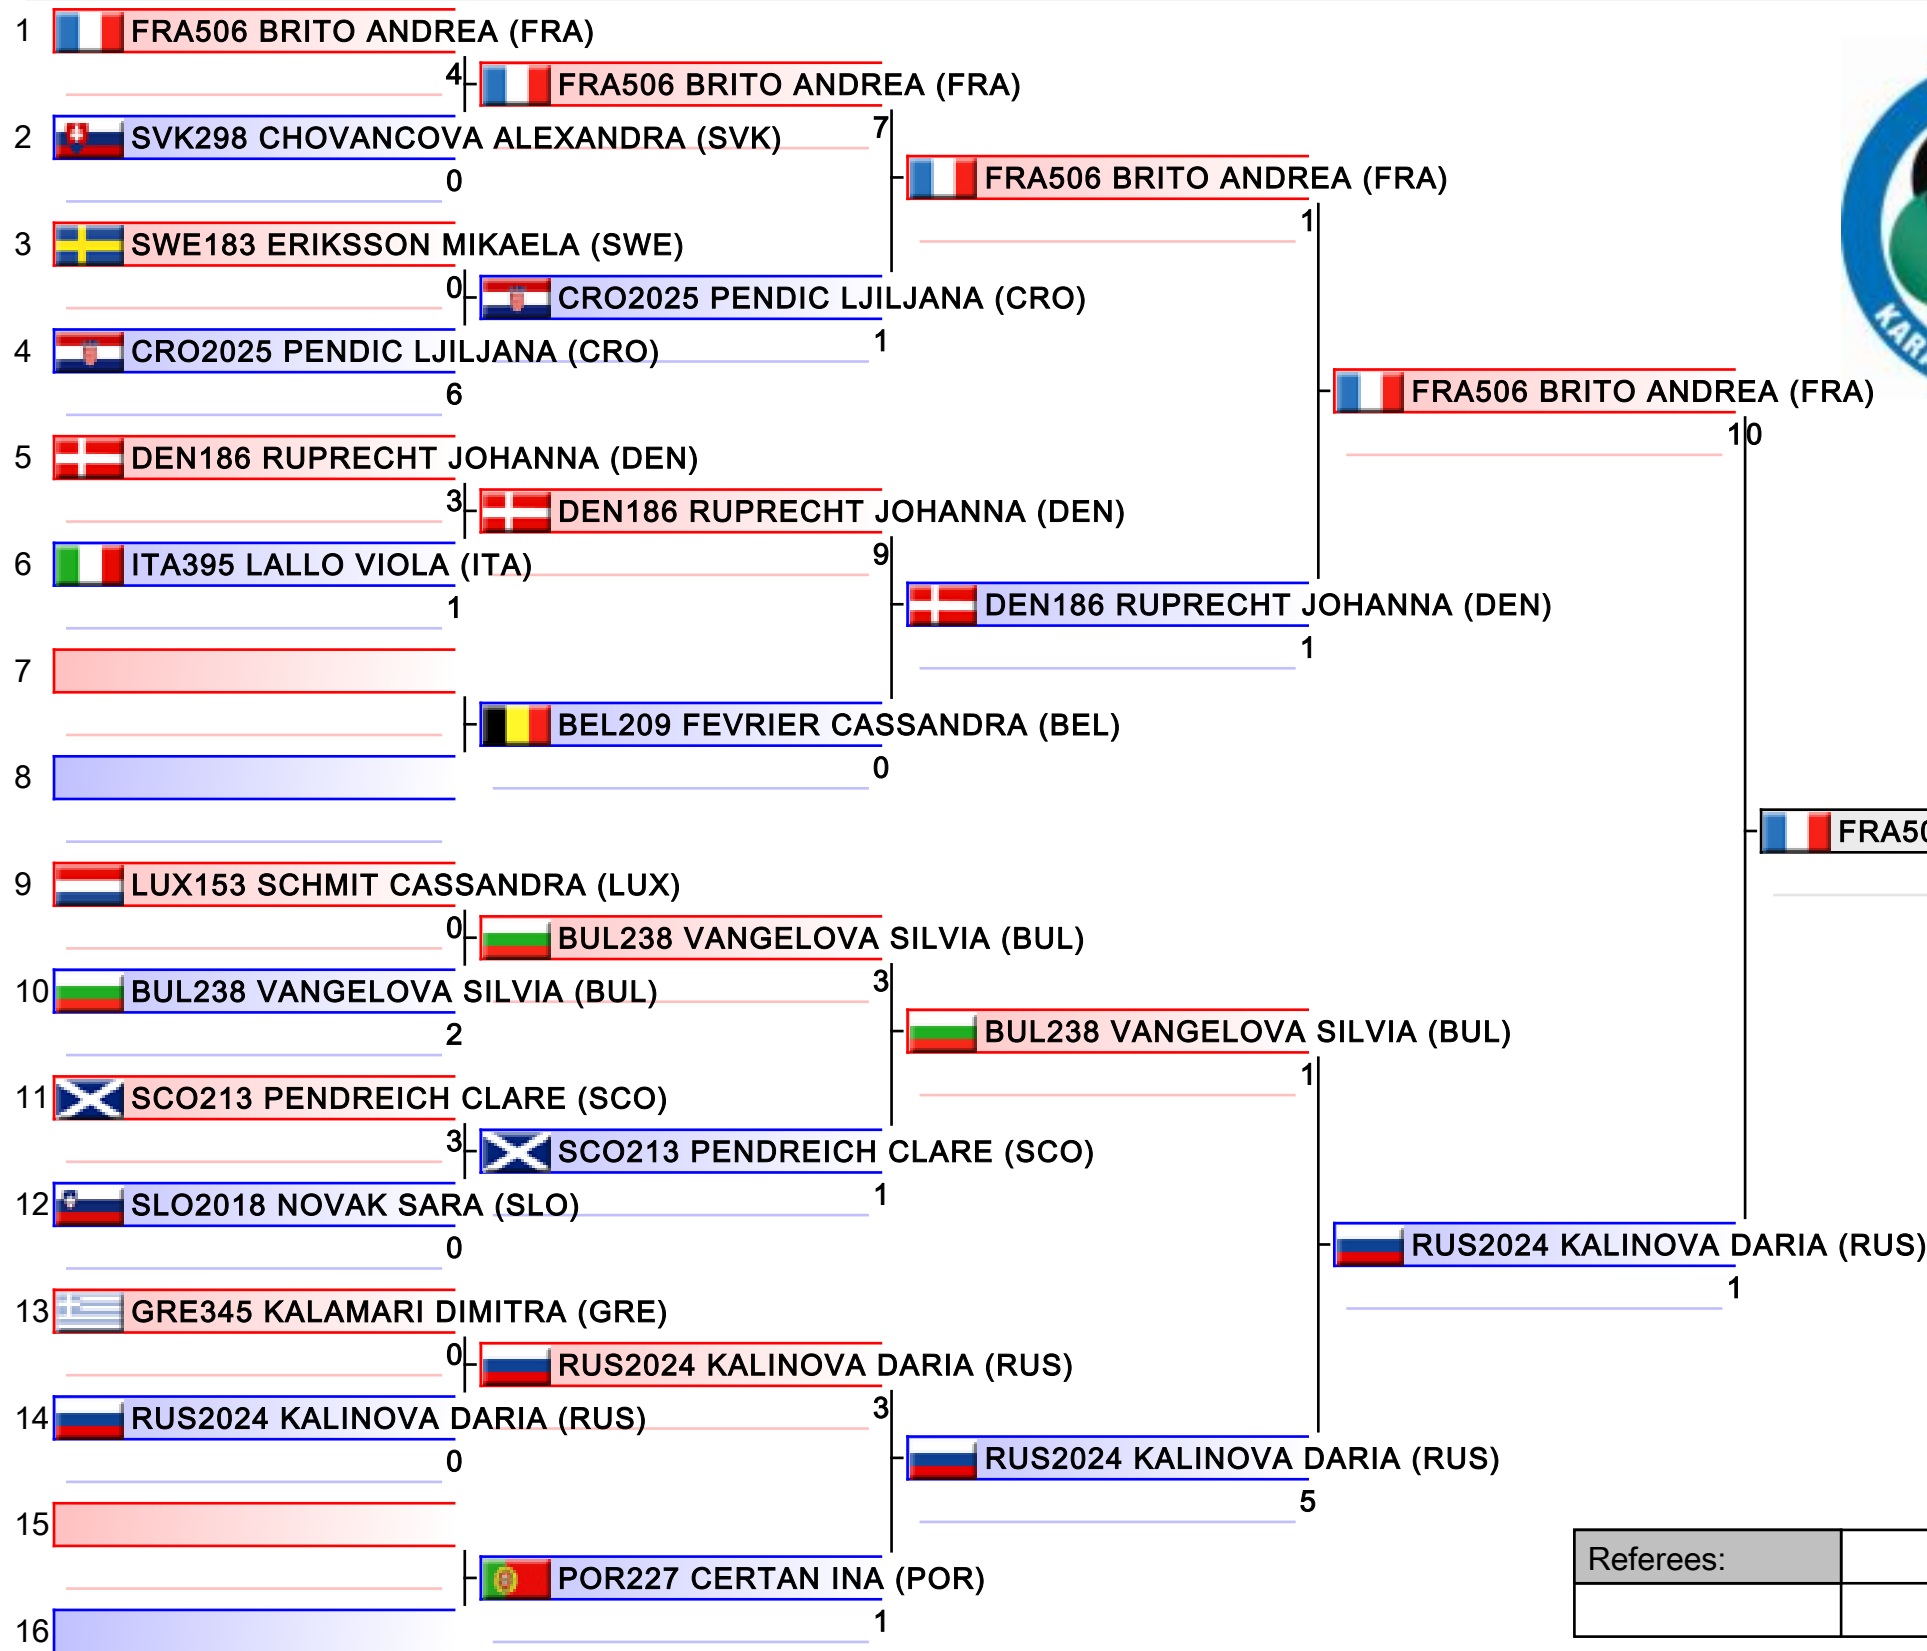 1 FRA506 BRITO ANDREA (FRA)
4 FRA506 BRITO ANDREA (FRA)
2 SVK298 CHOVANCOVA ALEXANDRA (SVK)
7
0
FRA506 BRITO ANDREA (FRA)
1
3 SWE183 ERIKSSON MIKAELA (SWE)
0 CRO2025 PENDIC LJILJANA (CRO)
1
4 CRO2025 PENDIC LJILJANA (CRO)
6
FRA506 BRITO ANDREA (FRA)
10
5 DEN186 RUPRECHT JOHANNA (DEN)
3 DEN186 RUPRECHT JOHANNA (DEN)
9
6 ITA395 LALLO VIOLA (ITA)
1
DEN186 RUPRECHT JOHANNA (DEN)
1
7
BEL209 FEVRIER CASSANDRA (BEL)
0
8
FRA50
9 LUX153 SCHMIT CASSANDRA (LUX)
0 BUL238 VANGELOVA SILVIA (BUL)
3
10 BUL238 VANGELOVA SILVIA (BUL)
2
BUL238 VANGELOVA SILVIA (BUL)
1
11 SCO213 PENDREICH CLARE (SCO)
3 SCO213 PENDREICH CLARE (SCO)
1
12 SLO2018 NOVAK SARA (SLO)
0
RUS2024 KALINOVA DARIA (RUS)
1
13 GRE345 KALAMARI DIMITRA (GRE)
0 RUS2024 KALINOVA DARIA (RUS)
3
14 RUS2024 KALINOVA DARIA (RUS)
0
RUS2024 KALINOVA DARIA (RUS)
5
15
POR227 CERTAN INA (POR)
1
16
Referees: